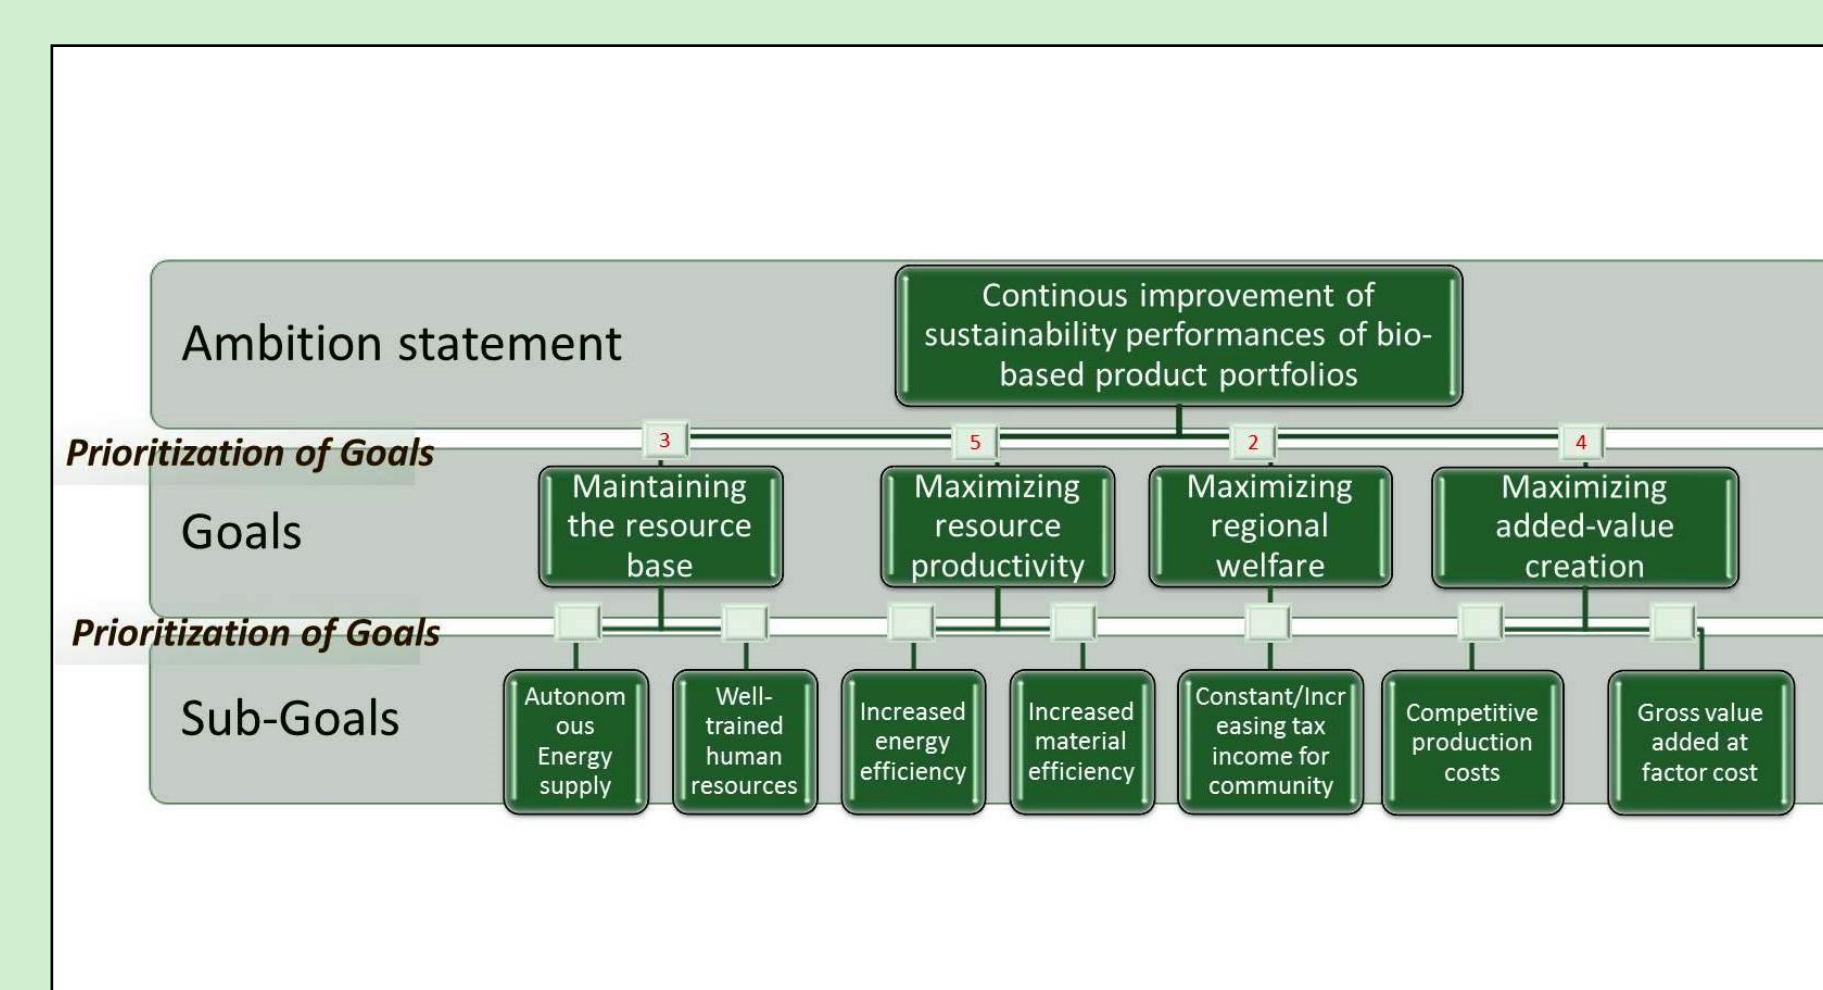 Continous improvement of
sustainability performances of bio-
based product portfolios
Ambition statement
Prioritization of Goals
3
5
2
4
Goals
Maintaining
the resource
base
Maximizing
resource
productivity
Maximizing
regional
welfare
Maximizing
added-value
creation
Prioritization of Goals
Sub-Goals
Autonom
ous
Energy
supply
Well-
trained
human
resources
Increased
energy
efficiency
Increased
material
efficiency
Constant/Incr
easing tax
income for
community
Competitive
production
costs
Gross value
added at
factor cost